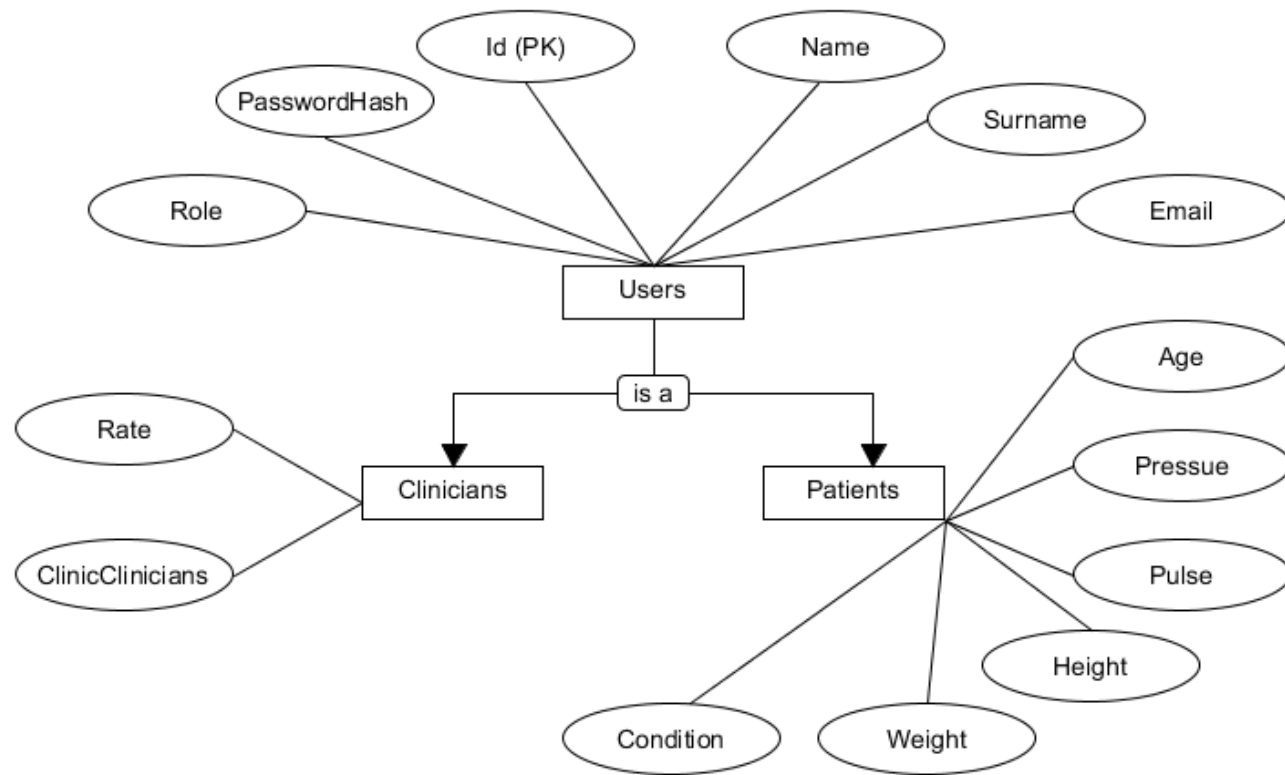 Id (PK)
Name
PasswordHash
Surname
Role
Email
Users
Age
is a
Rate
Pressue
Clinicians
Patients
ClinicClinicians
Pulse
Height
Condition
Weight